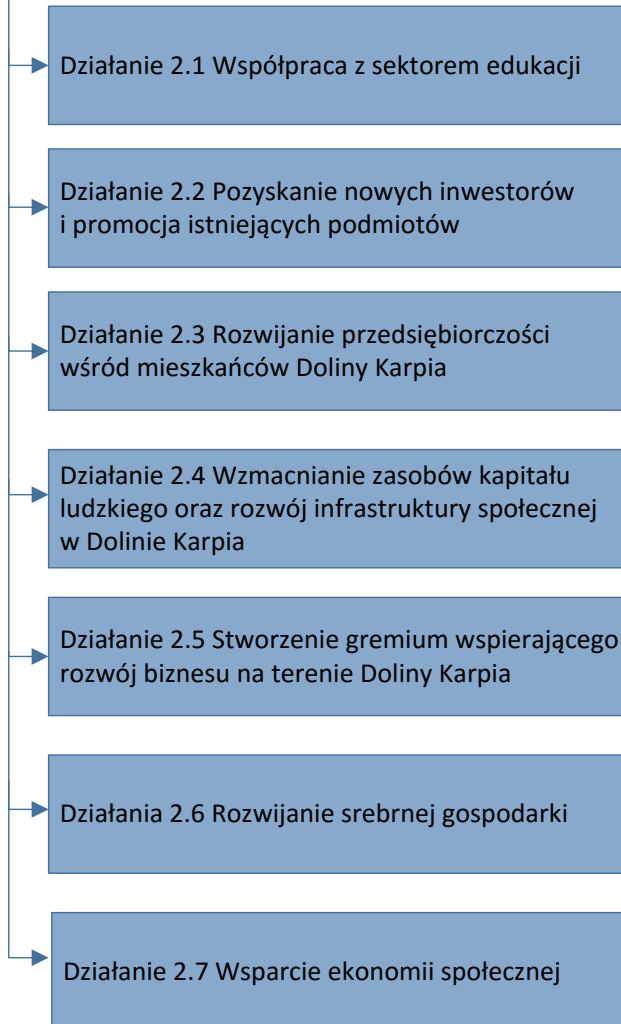 Działanie 2.1 Współpraca z sektorem edukacji
Działanie 2.2 Pozyskanie nowych inwestorów
i promocja istniejących podmiotów
Działanie 2.3 Rozwijanie przedsiębiorczości
wśród mieszkańców Doliny Karpia
Działanie 2.4 Wzmacnianie zasobów kapitału
ludzkiego oraz rozwój infrastruktury społecznej
w Dolinie Karpia
Działanie 2.5 Stworzenie gremium wspierającego
rozwój biznesu na terenie Doliny Karpia
Działania 2.6 Rozwijanie srebrnej gospodarki
Działanie 2.7 Wsparcie ekonomii społecznej